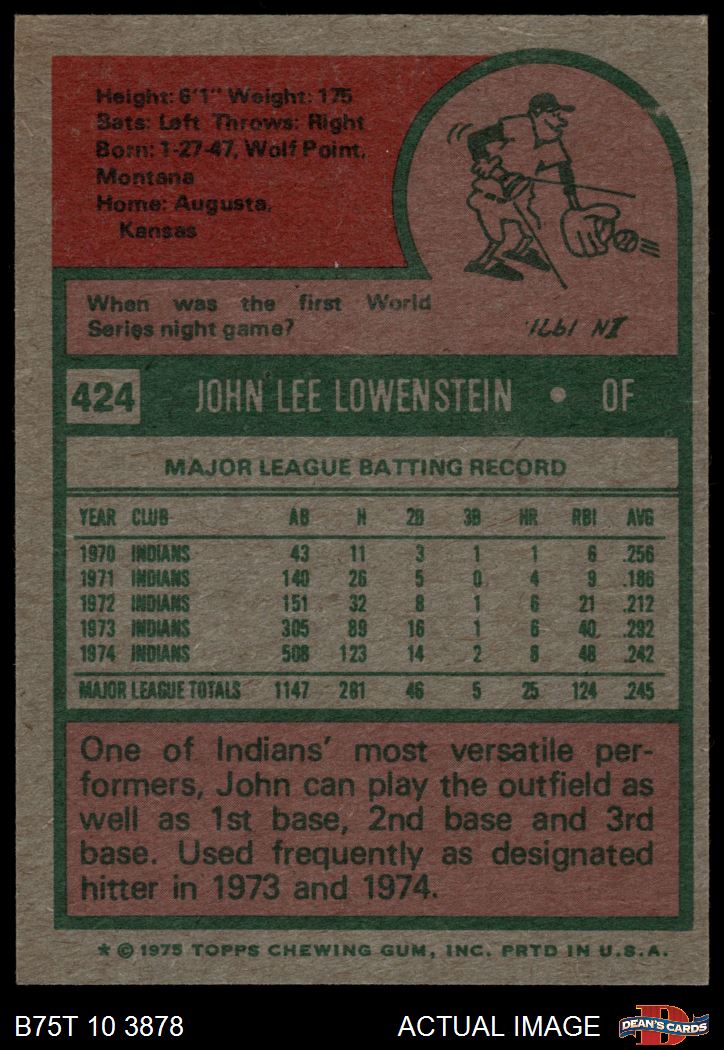 Height: 6'1" Weight: 175
Bats: Left Throws: Right
Born: 1-27-47, Wolf Point,
Montana
Home: Augusta,
Kansas
When was the first World
Series night game?
IN 1971.
424 JOHN LEE LOWENSTEIN • OF
MAJOR LEAGUE BATTING RECORD
YEAR CLUB AB H 2B 3B HR RBI AVG
1970 INDIANS 43 11 3 1 1 6 .256
1971 INDIANS 140 26 5 0 4 9 .186
1972 INDIANS 151 32 8 1 6 21 .212
1973 INDIANS 305 89 16 1 6 40 .292
1974 INDIANS 508 123 14 2 8 48 .242
MAJOR LEAGUE TOTALS 1147 281 46 5 25 124 .245
One of Indians' most versatile per-
formers, John can play the outfield as
well as 1st base, 2nd base and 3rd
base. Used frequently as designated
hitter in 1973 and 1974.
* © 1975 TOPPS CHEWING GUM, INC. PRTD IN U.S.A.
B75T 10 3878 ACTUAL IMAGE DEAN'S CARDS